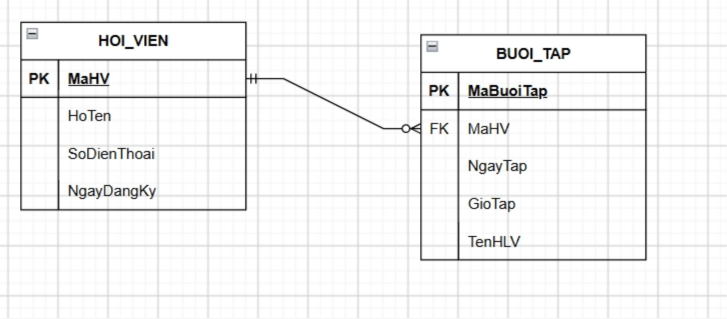 HOI_VIEN
PK MaHV
HoTen
SoDienThoai
NgayDangKy
BUOI_TAP
PK MaBuoiTap
FK MaHV
NgayTap
GioTap
TenHLV